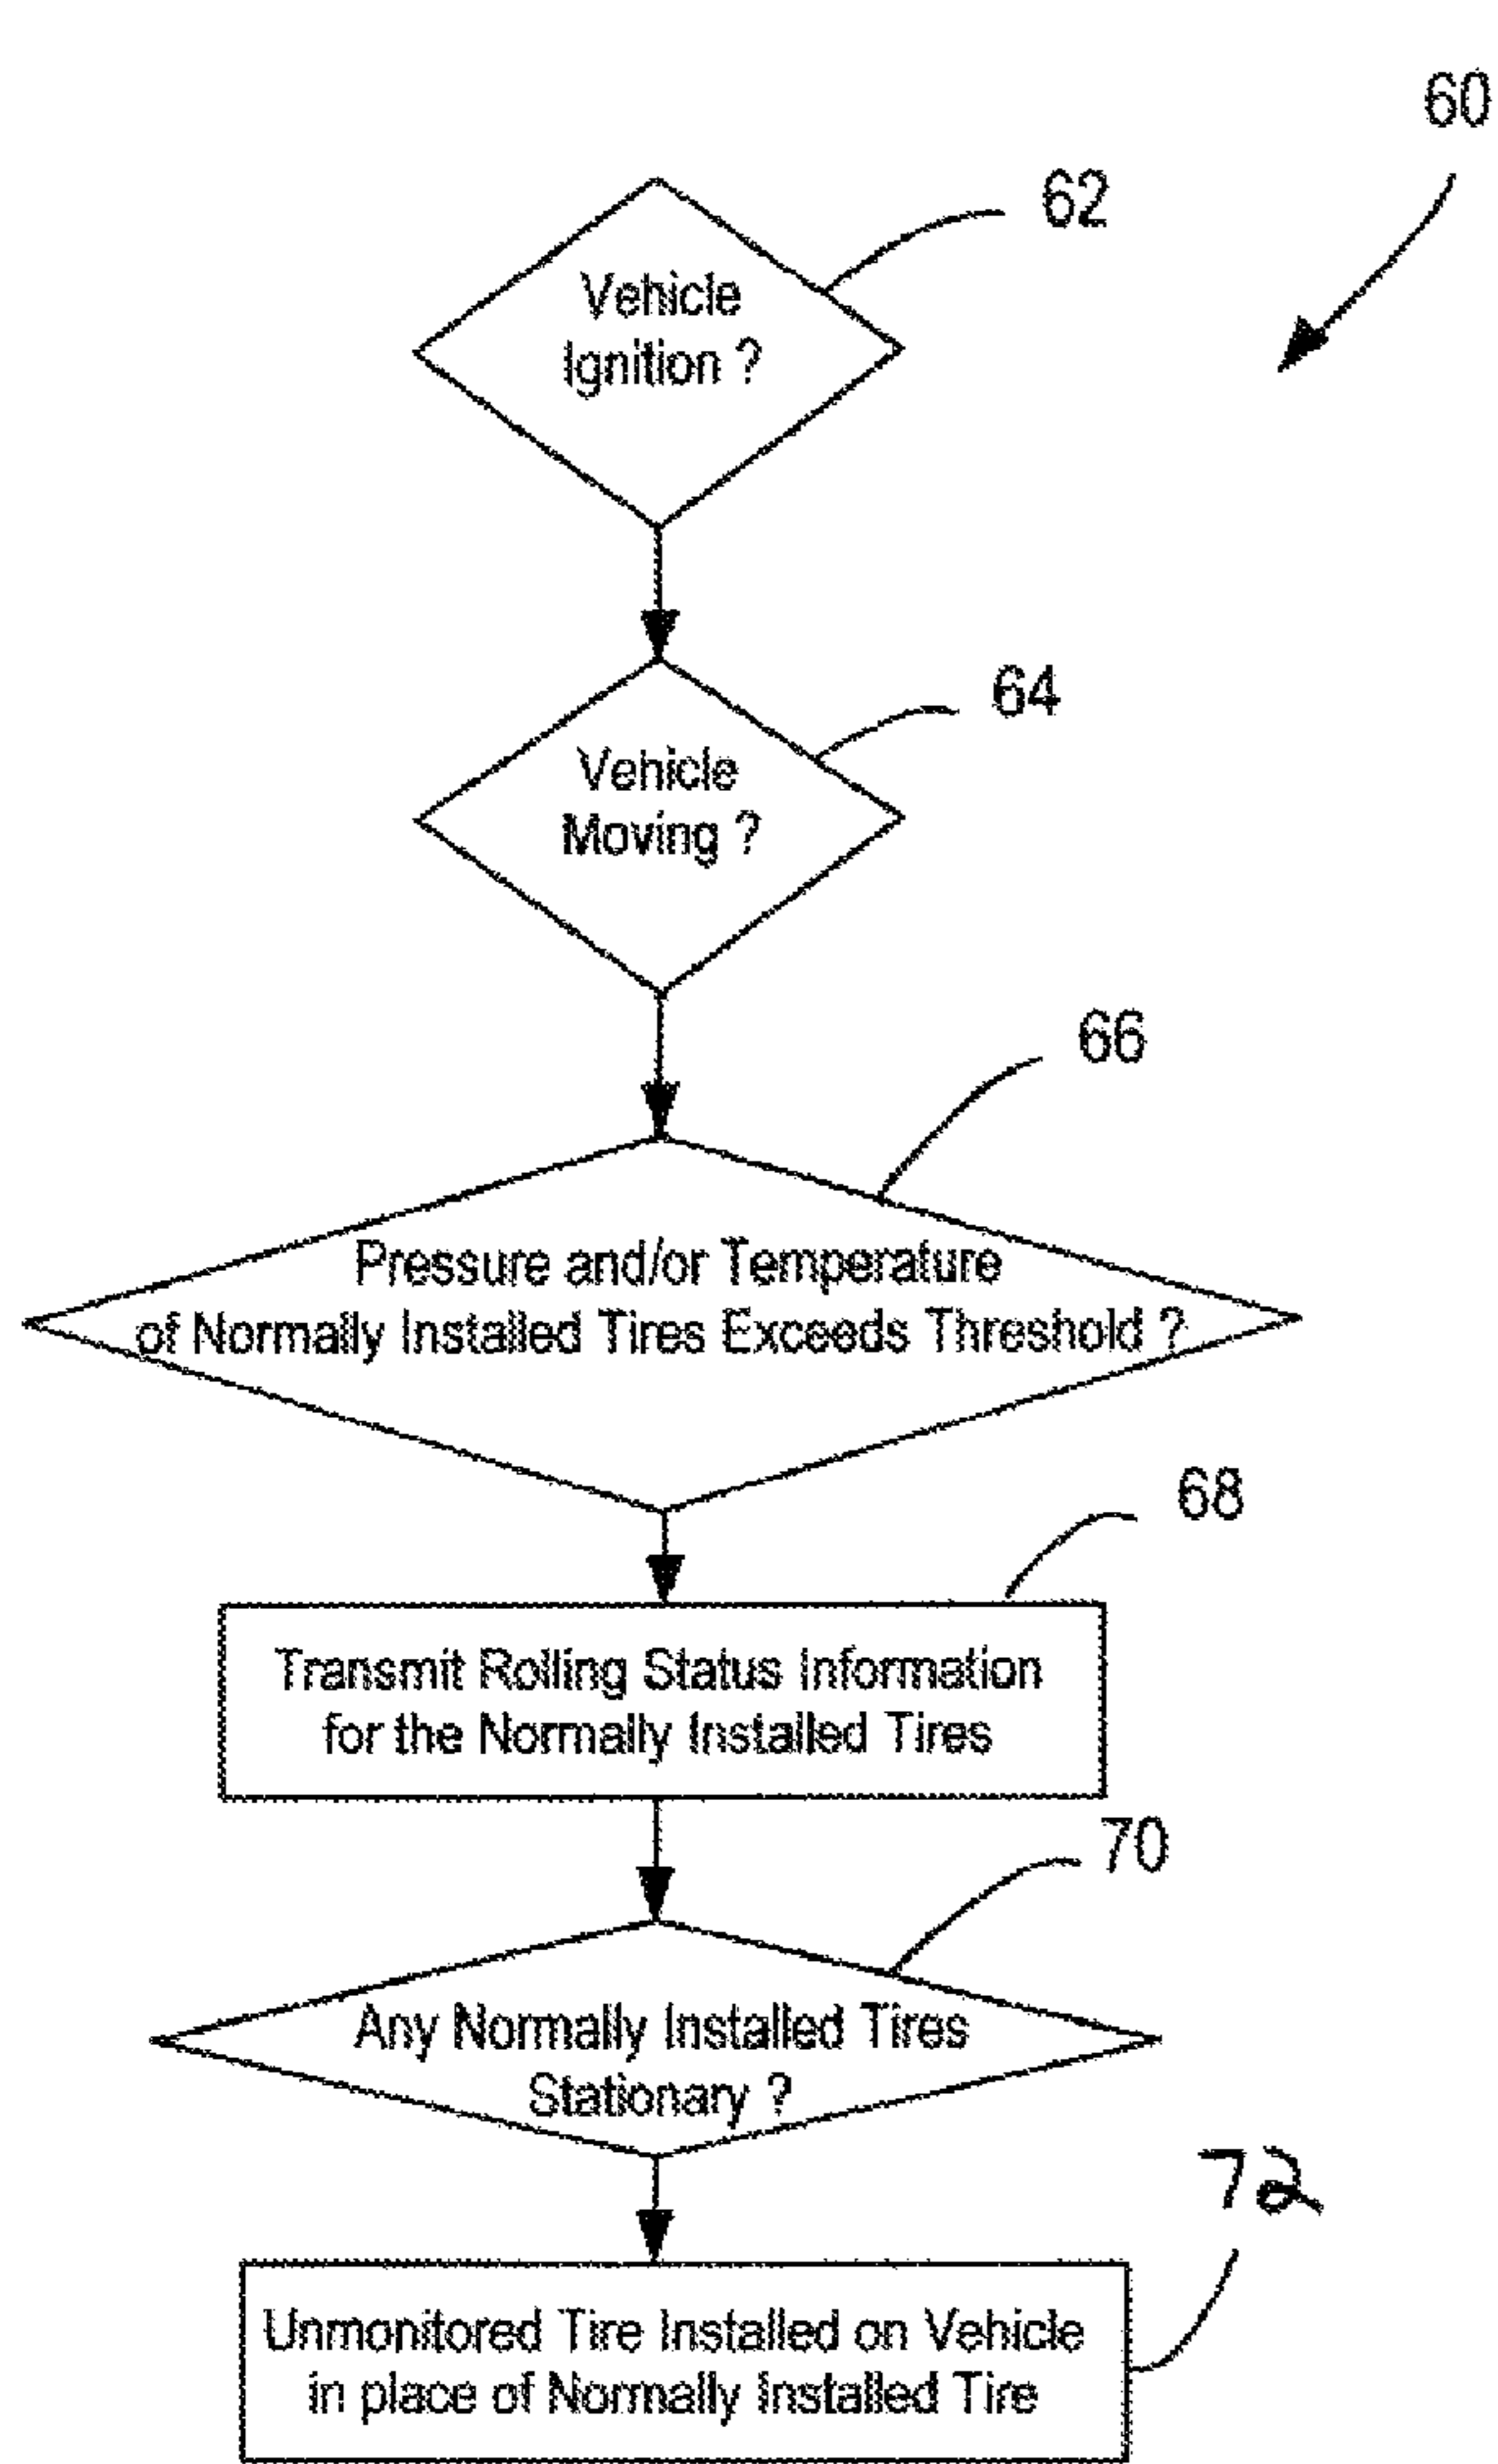 60
62
Vehicle
Ignition ?
64
Vehicle
Moving ?
66
Pressure and/or Temperature
of Normally Installed Tires Exceeds Threshold ?
68
Transmit Rolling Status Information
for the Normally Installed Tires
70
Any Normally Installed Tires
Stationary ?
72
Unmonitored Tire Installed on Vehicle
in place of Normally Installed Tire